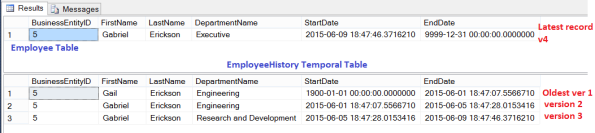 Results Messages
BusinessEntityID FirstName LastName DepartmentName StartDate EndDate
1 5 Gabriel Erickson Executive 2015-06-09 18:47:46.3716210 9999-12-31 00:00:00.0000000
Latest record
v4
Employee Table
EmployeeHistory Temporal Table
BusinessEntityID FirstName LastName DepartmentName StartDate EndDate
1 5 Gail Erickson Engineering 1900-01-01 00:00:00.0000000 2015-06-01 18:47:07.5566710 Oldest ver 1
2 5 Gabriel Erickson Engineering 2015-06-01 18:47:07.5566710 2015-06-05 18:47:28.0153416 version 2
3 5 Gabriel Erickson Research and Development 2015-06-05 18:47:28.0153416 2015-06-09 18:47:46.3716210 version 3